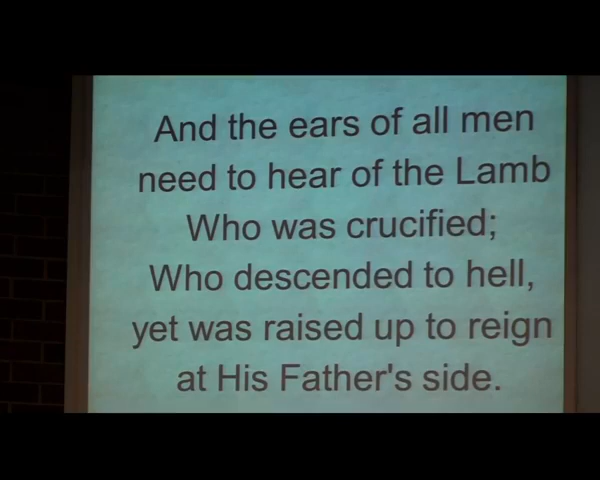 And the ears of all men
need to hear of the Lamb
Who was crucified;
Who descended to hell,
yet was raised up to reign
at His Father's side.